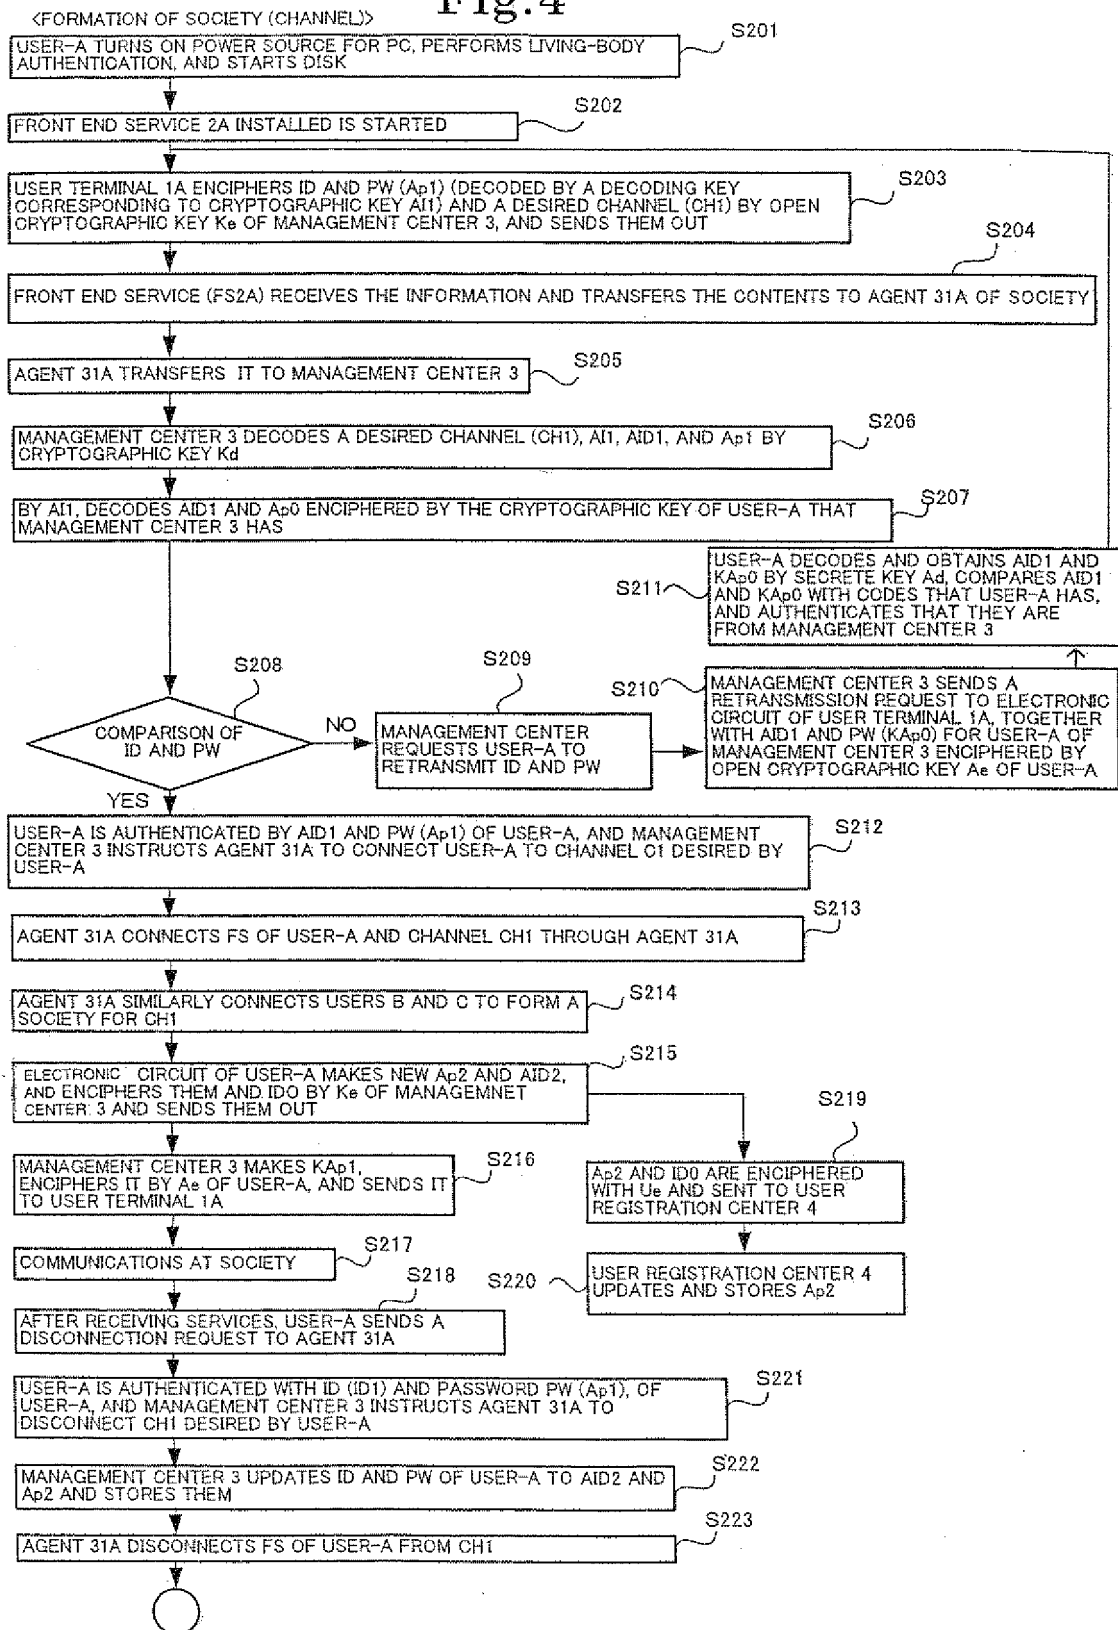 Fig.4
<FORMATION OF SOCIETY (CHANNEL)>
USER-A TURNS ON POWER SOURCE FOR PC, PERFORMS LIVING-BODY
AUTHENTICATION, AND STARTS DISK
S201
FRONT END SERVICE 2A INSTALLED IS STARTED
S202
USER TERMINAL 1A ENCIPHERS ID AND PW (Ap1) (DECODED BY A DECODING KEY
CORRESPONDING TO CRYPTOGRAPHIC KEY AI1) AND A DESIRED CHANNEL (CH1) BY OPEN
CRYPTOGRAPHIC KEY Ke OF MANAGEMENT CENTER 3, AND SENDS THEM OUT
S203
FRONT END SERVICE (FS2A) RECEIVES THE INFORMATION AND TRANSFERS THE CONTENTS TO AGENT 31A OF SOCIETY
S204
AGENT 31A TRANSFERS IT TO MANAGEMENT CENTER 3
S205
MANAGEMENT CENTER 3 DECODES A DESIRED CHANNEL (CH1), AI1, AID1, AND Ap1 BY
CRYPTOGRAPHIC KEY Kd
S206
BY AI1, DECODES AID1 AND Ap0 ENCIPHERED BY THE CRYPTOGRAPHIC KEY OF USER-A THAT
MANAGEMENT CENTER 3 HAS
S207
COMPARISON OF
ID AND PW
S208
NO
YES
MANAGEMENT CENTER
REQUESTS USER-A TO
RETRANSMIT ID AND PW
S209
MANAGEMENT CENTER 3 SENDS A
RETRANSMISSION REQUEST TO ELECTRONIC
CIRCUIT OF USER TERMINAL 1A, TOGETHER
WITH AID1 AND PW (KAp0) FOR USER-A OF
MANAGEMENT CENTER 3 ENCIPHERED BY
OPEN CRYPTOGRAPHIC KEY Ae OF USER-A
S210
USER-A DECODES AND OBTAINS AID1 AND
KAp0 BY SECRETE KEY Ad, COMPARES AID1
AND KAp0 WITH CODES THAT USER-A HAS,
AND AUTHENTICATES THAT THEY ARE
FROM MANAGEMENT CENTER 3
S211
USER-A IS AUTHENTICATED BY AID1 AND PW (Ap1) OF USER-A, AND MANAGEMENT
CENTER 3 INSTRUCTS AGENT 31A TO CONNECT USER-A TO CHANNEL C1 DESIRED BY
USER-A
S212
AGENT 31A CONNECTS FS OF USER-A AND CHANNEL CH1 THROUGH AGENT 31A
S213
AGENT 31A SIMILARLY CONNECTS USERS B AND C TO FORM A
SOCIETY FOR CH1
S214
ELECTRONIC CIRCUIT OF USER-A MAKES NEW Ap2 AND AID2,
AND ENCIPHERS THEM AND IDO BY Ke OF MANAGEMNET
CENTER 3 AND SENDS THEM OUT
S215
MANAGEMENT CENTER 3 MAKES KAp1,
ENCIPHERS IT BY Ae OF USER-A, AND SENDS IT
TO USER TERMINAL 1A
S216
Ap2 AND ID0 ARE ENCIPHERED
WITH Ue AND SENT TO USER
REGISTRATION CENTER 4
S219
COMMUNICATIONS AT SOCIETY
S217
USER REGISTRATION CENTER 4
UPDATES AND STORES Ap2
S220
AFTER RECEIVING SERVICES, USER-A SENDS A
DISCONNECTION REQUEST TO AGENT 31A
S218
USER-A IS AUTHENTICATED WITH ID (ID1) AND PASSWORD PW (Ap1), OF
USER-A, AND MANAGEMENT CENTER 3 INSTRUCTS AGENT 31A TO
DISCONNECT CH1 DESIRED BY USER-A
S221
MANAGEMENT CENTER 3 UPDATES ID AND PW OF USER-A TO AID2 AND
Ap2 AND STORES THEM
S222
AGENT 31A DISCONNECTS FS OF USER-A FROM CH1
S223